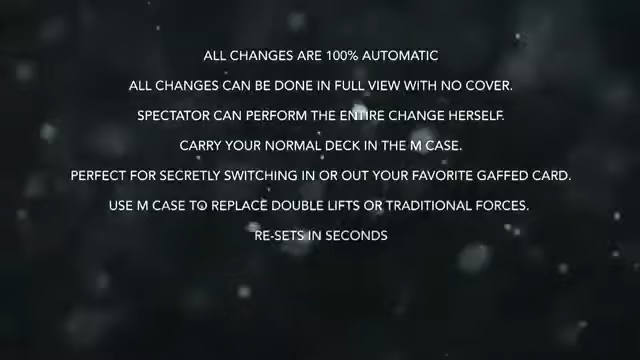 ALL CHANGES ARE 100% AUTOMATIC
ALL CHANGES CAN BE DONE IN FULL VIEW WITH NO COVER.
SPECTATOR CAN PERFORM THE ENTIRE CHANGE HERSELF.
CARRY YOUR NORMAL DECK IN THE M CASE.
PERFECT FOR SECRETLY SWITCHING IN OR OUT YOUR FAVORITE GAFFED CARD.
USE M CASE TO REPLACE DOUBLE LIFTS OR TRADITIONAL FORCES.
RE-SETS IN SECONDS